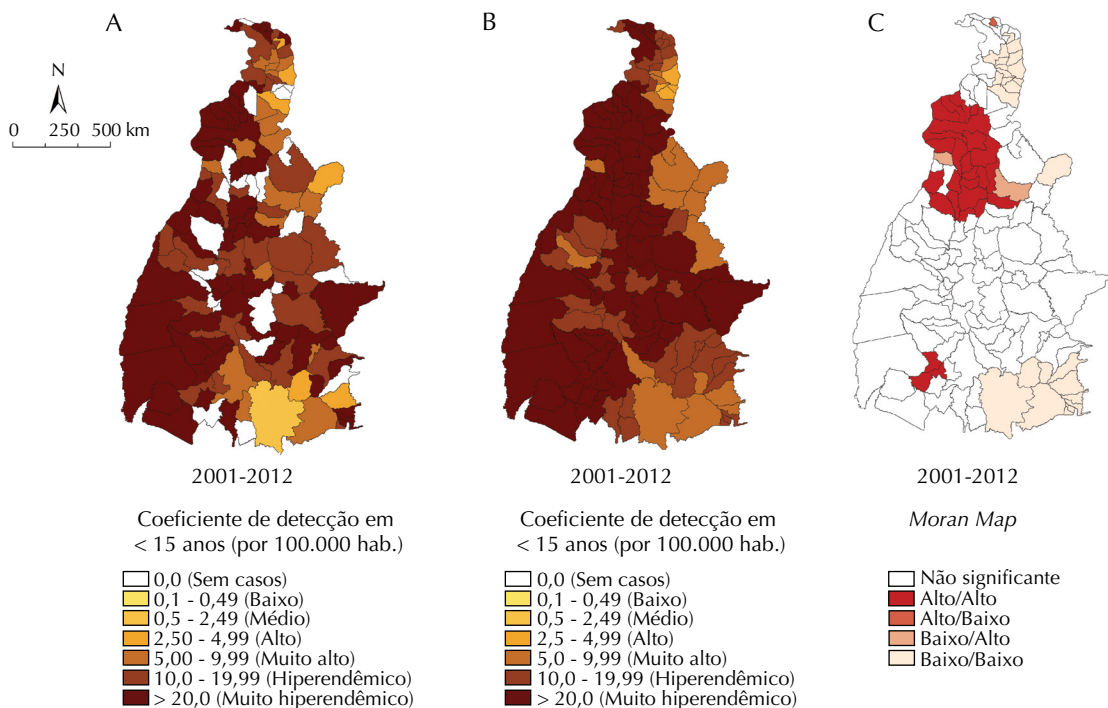 A
B
C
N
0 250 500 km
2001-2012
Coeficiente de detecção em
< 15 anos (por 100.000 hab.)
0,0 (Sem casos)
0,1 - 0,49 (Baixo)
0,5 - 2,49 (Médio)
2,50 - 4,99 (Alto)
5,00 - 9,99 (Muito alto)
10,0 - 19,99 (Hiperendêmico)
> 20,0 (Muito hiperendêmico)
2001-2012
Coeficiente de detecção em
< 15 anos (por 100.000 hab.)
0,0 (Sem casos)
0,1 - 0,49 (Baixo)
0,5 - 2,49 (Médio)
2,5 - 4,99 (Alto)
5,0 - 9,99 (Muito alto)
10,0 - 19,99 (Hiperendêmico)
> 20,0 (Muito hiperendêmico)
2001-2012
Moran Map
Não significante
Alto/Alto
Alto/Baixo
Baixo/Alto
Baixo/Baixo